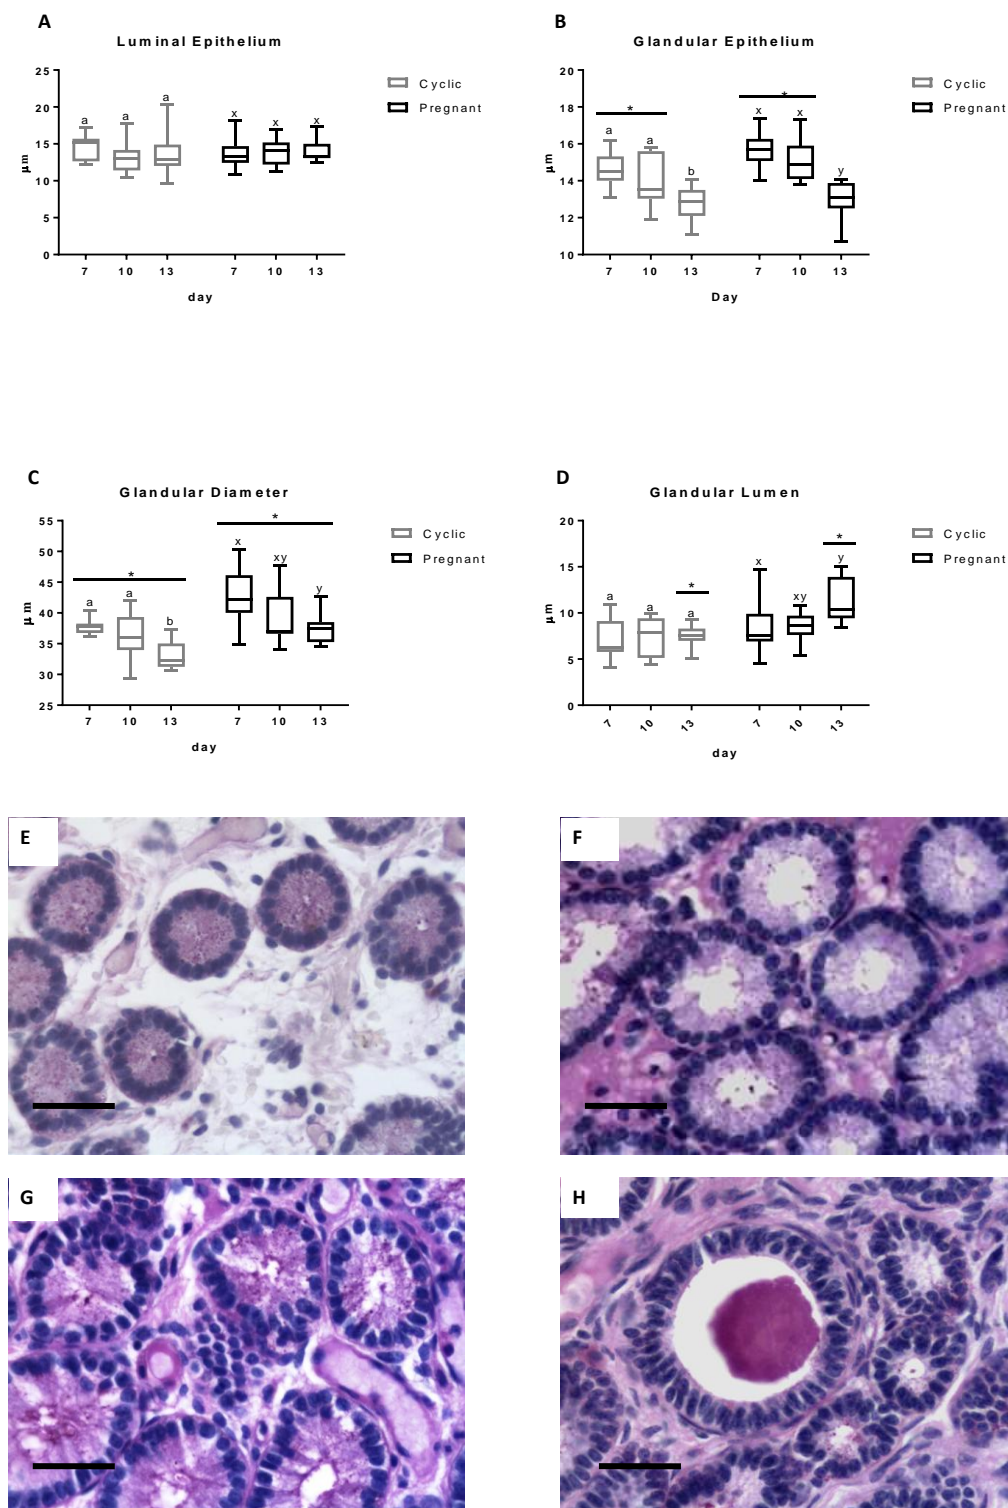 A
Luminal Epithelium
25
20
15
10
5
0
µm
a
a
a
x
x
x
7
10
13
7
10
13
day
Cyclic
Pregnant
B
Glandular Epithelium
20
18
16
14
12
10
µm
*
*
a
a
b
x
x
y
7
10
13
7
10
13
Day
Cyclic
Pregnant
C
Glandular Diameter
55
50
45
40
35
30
25
µm
*
*
a
a
b
x
xy
y
7
10
13
7
10
13
day
Cyclic
Pregnant
D
Glandular Lumen
20
15
10
5
0
µm
*
*
a
a
a
x
xy
y
7
10
13
7
10
13
day
Cyclic
Pregnant
E
F
G
H